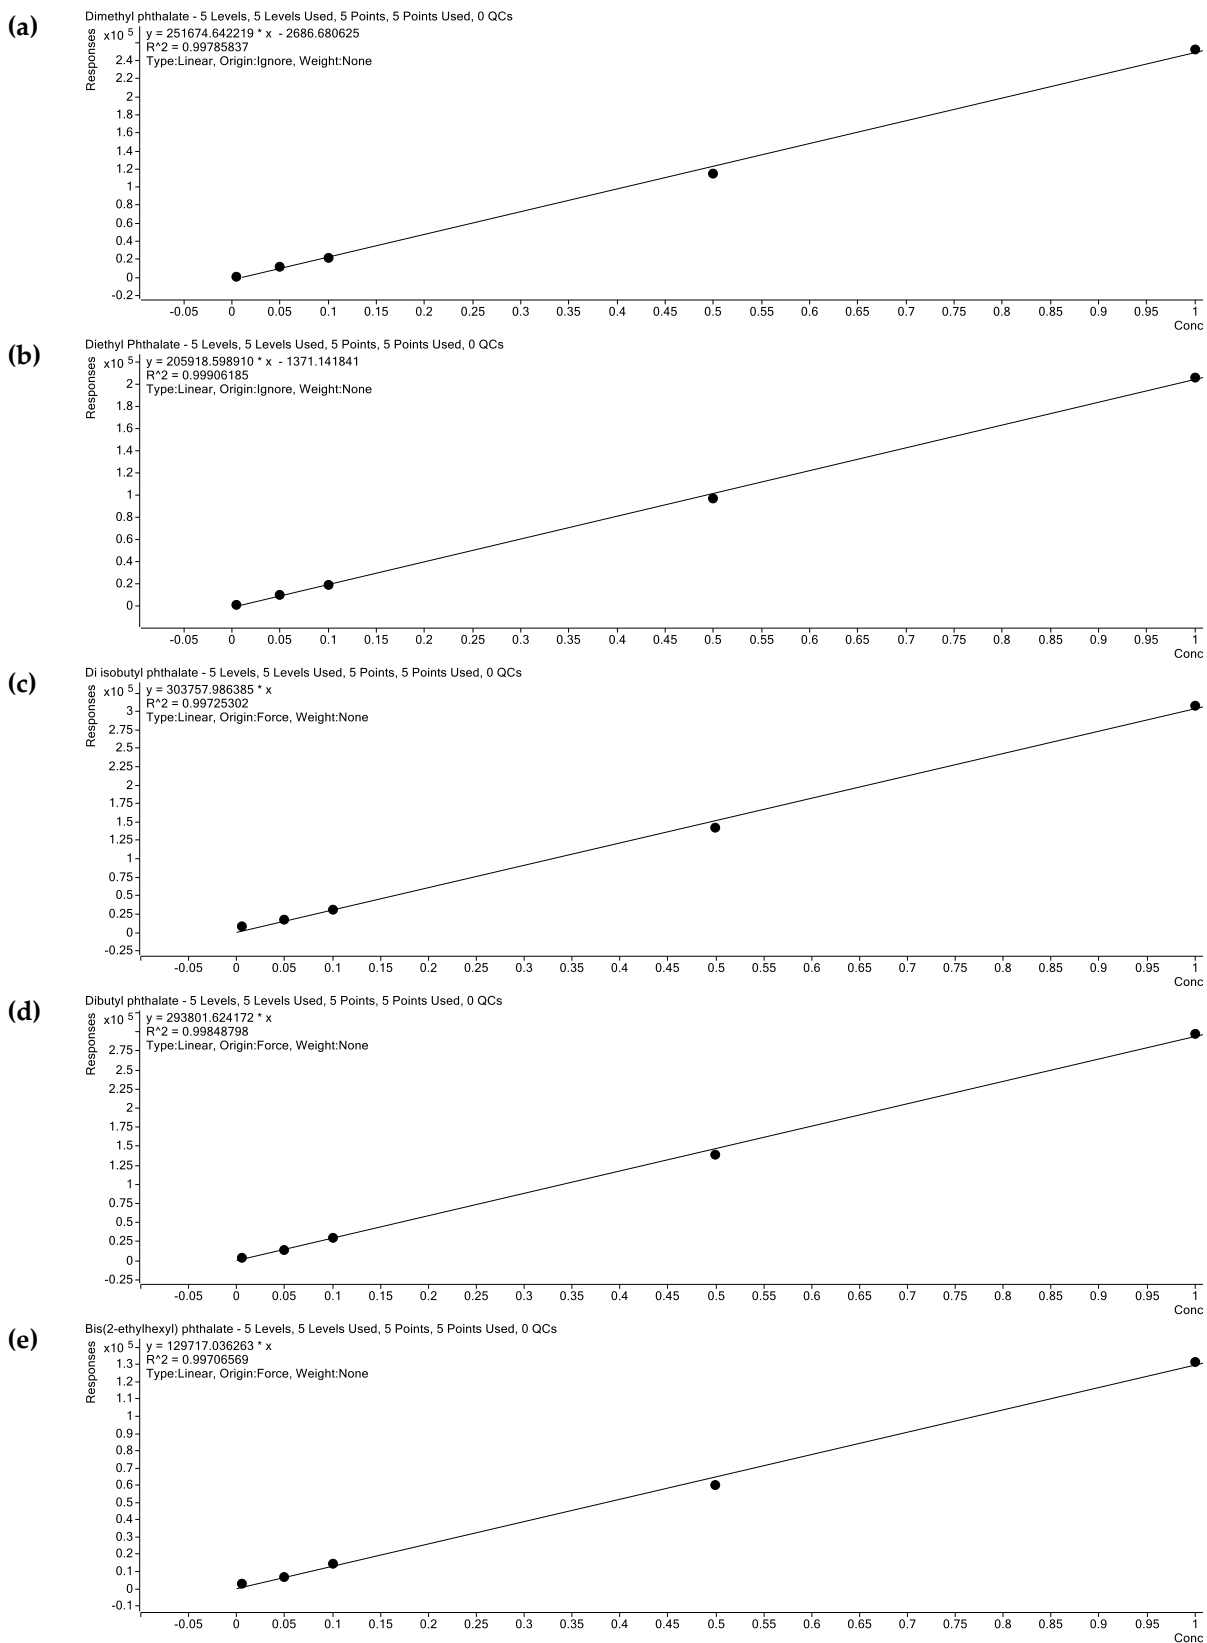 (a)
Dimethyl phthalate - 5 Levels, 5 Levels Used, 5 Points, 5 Points Used, 0 QCs
Responses
x10 5
y = 251674.642219 * x - 2686.680625
R^2 = 0.99785837
Type:Linear, Origin:Ignore, Weight:None
2.4
2.2
2
1.8
1.6
1.4
1.2
1
0.8
0.6
0.4
0.2
0
-0.2
-0.05 0 0.05 0.1 0.15 0.2 0.25 0.3 0.35 0.4 0.45 0.5 0.55 0.6 0.65 0.7 0.75 0.8 0.85 0.9 0.95 1
Conc
(b)
Diethyl Phthalate - 5 Levels, 5 Levels Used, 5 Points, 5 Points Used, 0 QCs
Responses
x10 5
y = 205918.598910 * x - 1371.141841
R^2 = 0.99906185
Type:Linear, Origin:Ignore, Weight:None
2
1.8
1.6
1.4
1.2
1
0.8
0.6
0.4
0.2
0
-0.05 0 0.05 0.1 0.15 0.2 0.25 0.3 0.35 0.4 0.45 0.5 0.55 0.6 0.65 0.7 0.75 0.8 0.85 0.9 0.95 1
Conc
(c)
Di isobutyl phthalate - 5 Levels, 5 Levels Used, 5 Points, 5 Points Used, 0 QCs
Responses
x10 5
y = 303757.986385 * x
R^2 = 0.99725302
Type:Linear, Origin:Force, Weight:None
3
2.75
2.5
2.25
2
1.75
1.5
1.25
1
0.75
0.5
0.25
0
-0.25
-0.05 0 0.05 0.1 0.15 0.2 0.25 0.3 0.35 0.4 0.45 0.5 0.55 0.6 0.65 0.7 0.75 0.8 0.85 0.9 0.95 1
Conc
(d)
Dibutyl phthalate - 5 Levels, 5 Levels Used, 5 Points, 5 Points Used, 0 QCs
Responses
x10 5
y = 293801.624172 * x
R^2 = 0.99848798
Type:Linear, Origin:Force, Weight:None
2.75
2.5
2.25
2
1.75
1.5
1.25
1
0.75
0.5
0.25
0
-0.25
-0.05 0 0.05 0.1 0.15 0.2 0.25 0.3 0.35 0.4 0.45 0.5 0.55 0.6 0.65 0.7 0.75 0.8 0.85 0.9 0.95 1
Conc
(e)
Bis(2-ethylhexyl) phthalate - 5 Levels, 5 Levels Used, 5 Points, 5 Points Used, 0 QCs
Responses
x10 5
y = 129717.036263 * x
R^2 = 0.99706569
Type:Linear, Origin:Force, Weight:None
1.3
1.2
1.1
1
0.9
0.8
0.7
0.6
0.5
0.4
0.3
0.2
0.1
0
-0.1
-0.05 0 0.05 0.1 0.15 0.2 0.25 0.3 0.35 0.4 0.45 0.5 0.55 0.6 0.65 0.7 0.75 0.8 0.85 0.9 0.95 1
Conc